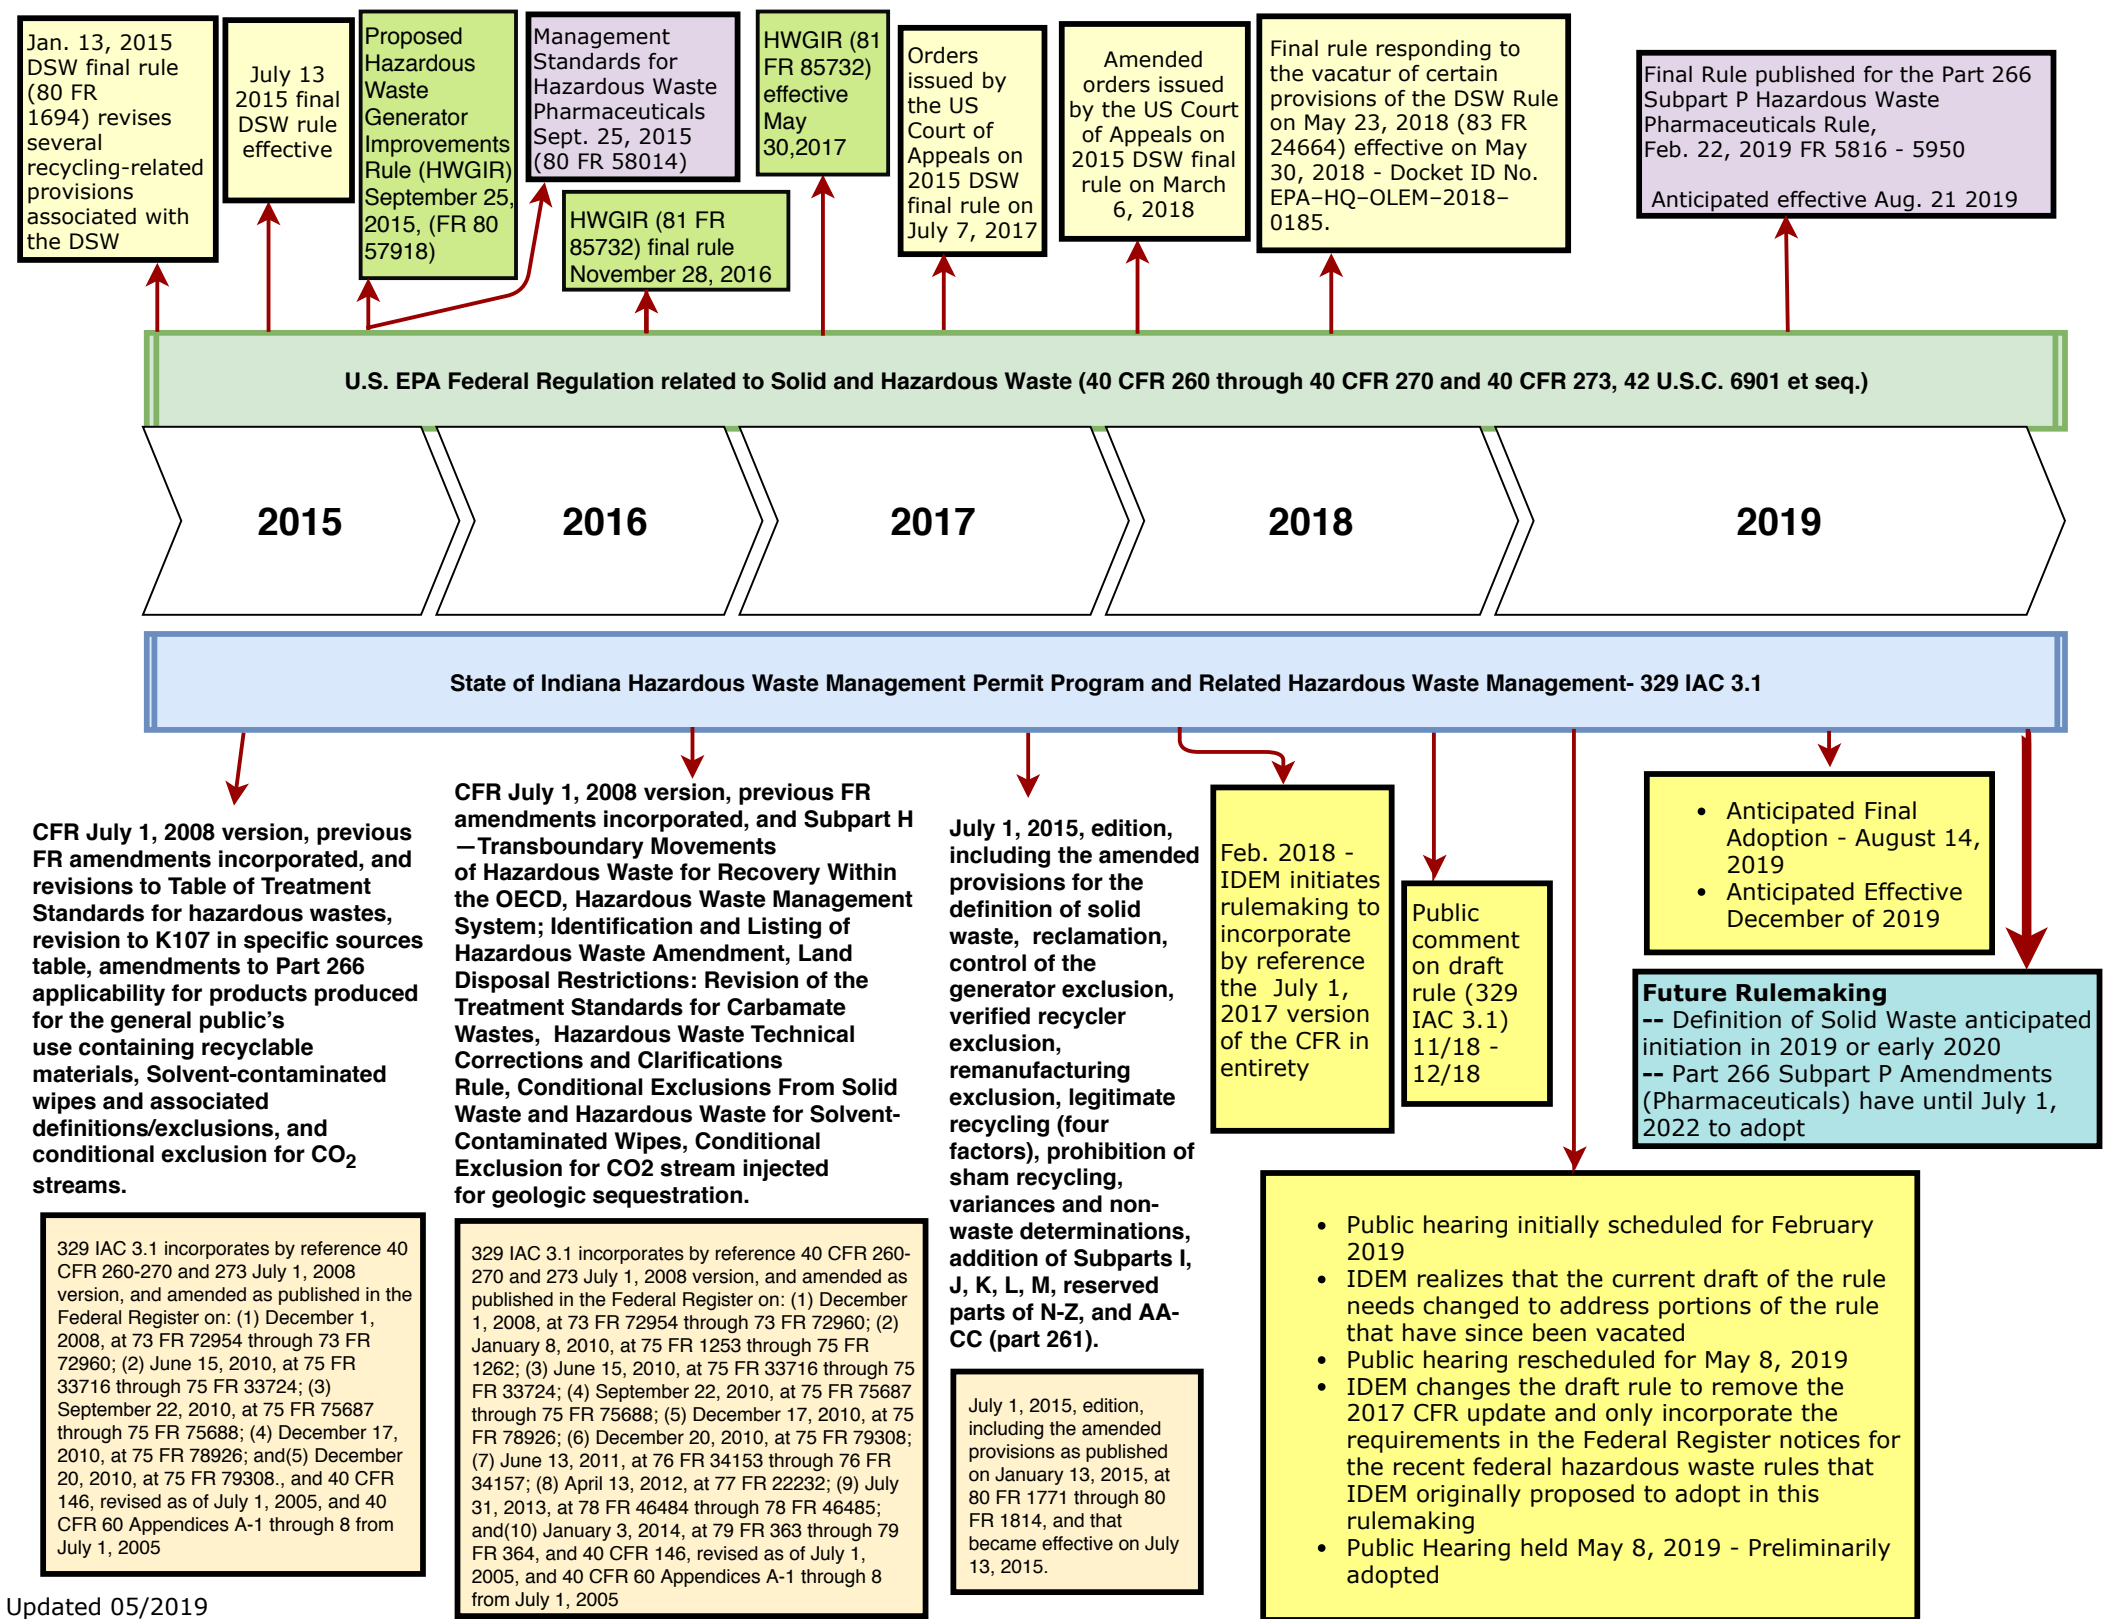 Jan. 13, 2015
DSW final rule
(80 FR
1694) revises
several
recycling-related
provisions
associated with
the DSW
July 13
2015 final
DSW rule
effective
Proposed
Hazardous
Waste
Generator
Improvements
Rule (HWGIR)
September 25,
2015, (FR 80
57918)
Management
Standards for
Hazardous Waste
Pharmaceuticals
Sept. 25, 2015
(80 FR 58014)
HWGIR (81 FR
85732) final rule
November 28, 2016
HWGIR (81
FR 85732)
effective
May
30,2017
Orders
issued by
the US
Court of
Appeals on
2015 DSW
final rule on
July 7, 2017
Amended
orders issued
by the US Court
of Appeals on
2015 DSW final
rule on March
6, 2018
Final rule responding to
the vacatur of certain
provisions of the DSW Rule
on May 23, 2018 (83 FR
24664) effective on May
30, 2018 - Docket ID No.
EPA–HQ–OLEM–2018–
0185.
Final Rule published for the Part 266
Subpart P Hazardous Waste
Pharmaceuticals Rule,
Feb. 22, 2019 FR 5816 - 5950
Anticipated effective Aug. 21 2019
U.S. EPA Federal Regulation related to Solid and Hazardous Waste (40 CFR 260 through 40 CFR 270 and 40 CFR 273, 42 U.S.C. 6901 et seq.)
2015
2016
2017
2018
2019
State of Indiana Hazardous Waste Management Permit Program and Related Hazardous Waste Management- 329 IAC 3.1
CFR July 1, 2008 version, previous
FR amendments incorporated, and
revisions to Table of Treatment
Standards for hazardous wastes,
revision to K107 in specific sources
table, amendments to Part 266
applicability for products produced
for the general public's
use containing recyclable
materials, Solvent-contaminated
wipes and associated
definitions/exclusions, and
conditional exclusion for CO2
streams.
329 IAC 3.1 incorporates by reference 40
CFR 260-270 and 273 July 1, 2008
version, and amended as published in the
Federal Register on: (1) December 1,
2008, at 73 FR 72954 through 73 FR
72960; (2) June 15, 2010, at 75 FR
33716 through 75 FR 33724; (3)
September 22, 2010, at 75 FR 75687
through 75 FR 75688; (4) December 17,
2010, at 75 FR 78926; and(5) December
20, 2010, at 75 FR 79308., and 40 CFR
146, revised as of July 1, 2005, and 40
CFR 60 Appendices A-1 through 8 from
July 1, 2005
CFR July 1, 2008 version, previous FR
amendments incorporated, and Subpart H
—Transboundary Movements
of Hazardous Waste for Recovery Within
the OECD, Hazardous Waste Management
System; Identification and Listing of
Hazardous Waste Amendment, Land
Disposal Restrictions: Revision of the
Treatment Standards for Carbamate
Wastes, Hazardous Waste Technical
Corrections and Clarifications
Rule, Conditional Exclusions From Solid
Waste and Hazardous Waste for Solvent-
Contaminated Wipes, Conditional
Exclusion for CO2 stream injected
for geologic sequestration.
329 IAC 3.1 incorporates by reference 40 CFR 260-
270 and 273 July 1, 2008 version, and amended as
published in the Federal Register on: (1) December
1, 2008, at 73 FR 72954 through 73 FR 72960; (2)
January 8, 2010, at 75 FR 1253 through 75 FR
1262; (3) June 15, 2010, at 75 FR 33716 through 75
FR 33724; (4) September 22, 2010, at 75 FR 75687
through 75 FR 75688; (5) December 17, 2010, at 75
FR 78926; (6) December 20, 2010, at 75 FR 79308;
(7) June 13, 2011, at 76 FR 34153 through 76 FR
34157; (8) April 13, 2012, at 77 FR 22232; (9) July
31, 2013, at 78 FR 46484 through 78 FR 46485;
and(10) January 3, 2014, at 79 FR 363 through 79
FR 364, and 40 CFR 146, revised as of July 1,
2005, and 40 CFR 60 Appendices A-1 through 8
from July 1, 2005
July 1, 2015, edition,
including the amended
provisions for the
definition of solid
waste, reclamation,
control of the
generator exclusion,
verified recycler
exclusion,
remanufacturing
exclusion, legitimate
recycling (four
factors), prohibition of
sham recycling,
variances and non-
waste determinations,
addition of Subparts I,
J, K, L, M, reserved
parts of N-Z, and AA-
CC (part 261).
July 1, 2015, edition,
including the amended
provisions as published
on January 13, 2015, at
80 FR 1771 through 80
FR 1814, and that
became effective on July
13, 2015.
Feb. 2018 -
IDEM initiates
rulemaking to
incorporate
by reference
the July 1,
2017 version
of the CFR in
entirety
Public
comment
on draft
rule (329
IAC 3.1)
11/18 -
12/18
• Public hearing initially scheduled for February
2019
• IDEM realizes that the current draft of the rule
needs changed to address portions of the rule
that have since been vacated
• Public hearing rescheduled for May 8, 2019
• IDEM changes the draft rule to remove the
2017 CFR update and only incorporate the
requirements in the Federal Register notices for
the recent federal hazardous waste rules that
IDEM originally proposed to adopt in this
rulemaking
• Public Hearing held May 8, 2019 - Preliminarily
adopted
• Anticipated Final
Adoption - August 14,
2019
• Anticipated Effective
December of 2019
Future Rulemaking
-- Definition of Solid Waste anticipated
initiation in 2019 or early 2020
-- Part 266 Subpart P Amendments
(Pharmaceuticals) have until July 1,
2022 to adopt
Updated 05/2019